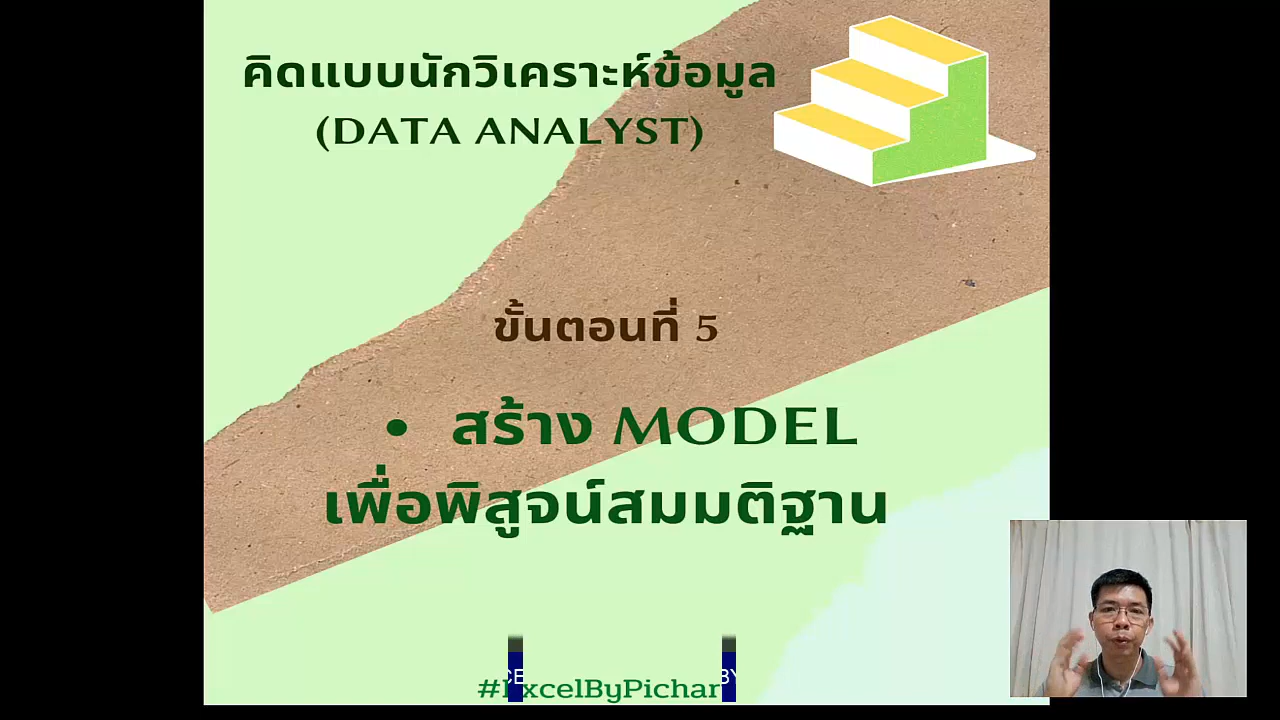 คิดแบบนักวิเคราะห์ข้อมูล
(DATA ANALYST)
ขั้นตอนที่ 5
• สร้าง MODEL
เพื่อพิสูจน์สมมติฐาน